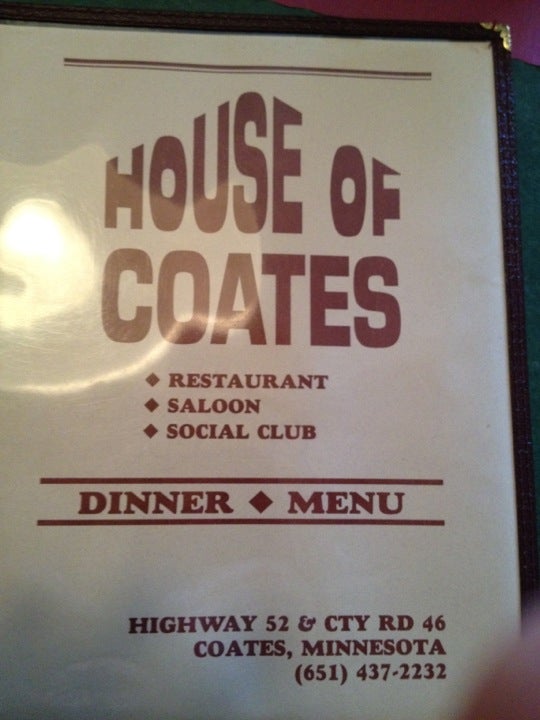 HOUSE OF
COATES
◆ RESTAURANT
◆ SALOON
◆ SOCIAL CLUB
DINNER ◆ MENU
HIGHWAY 52 & CTY RD 46
COATES, MINNESOTA
(651) 437-2232